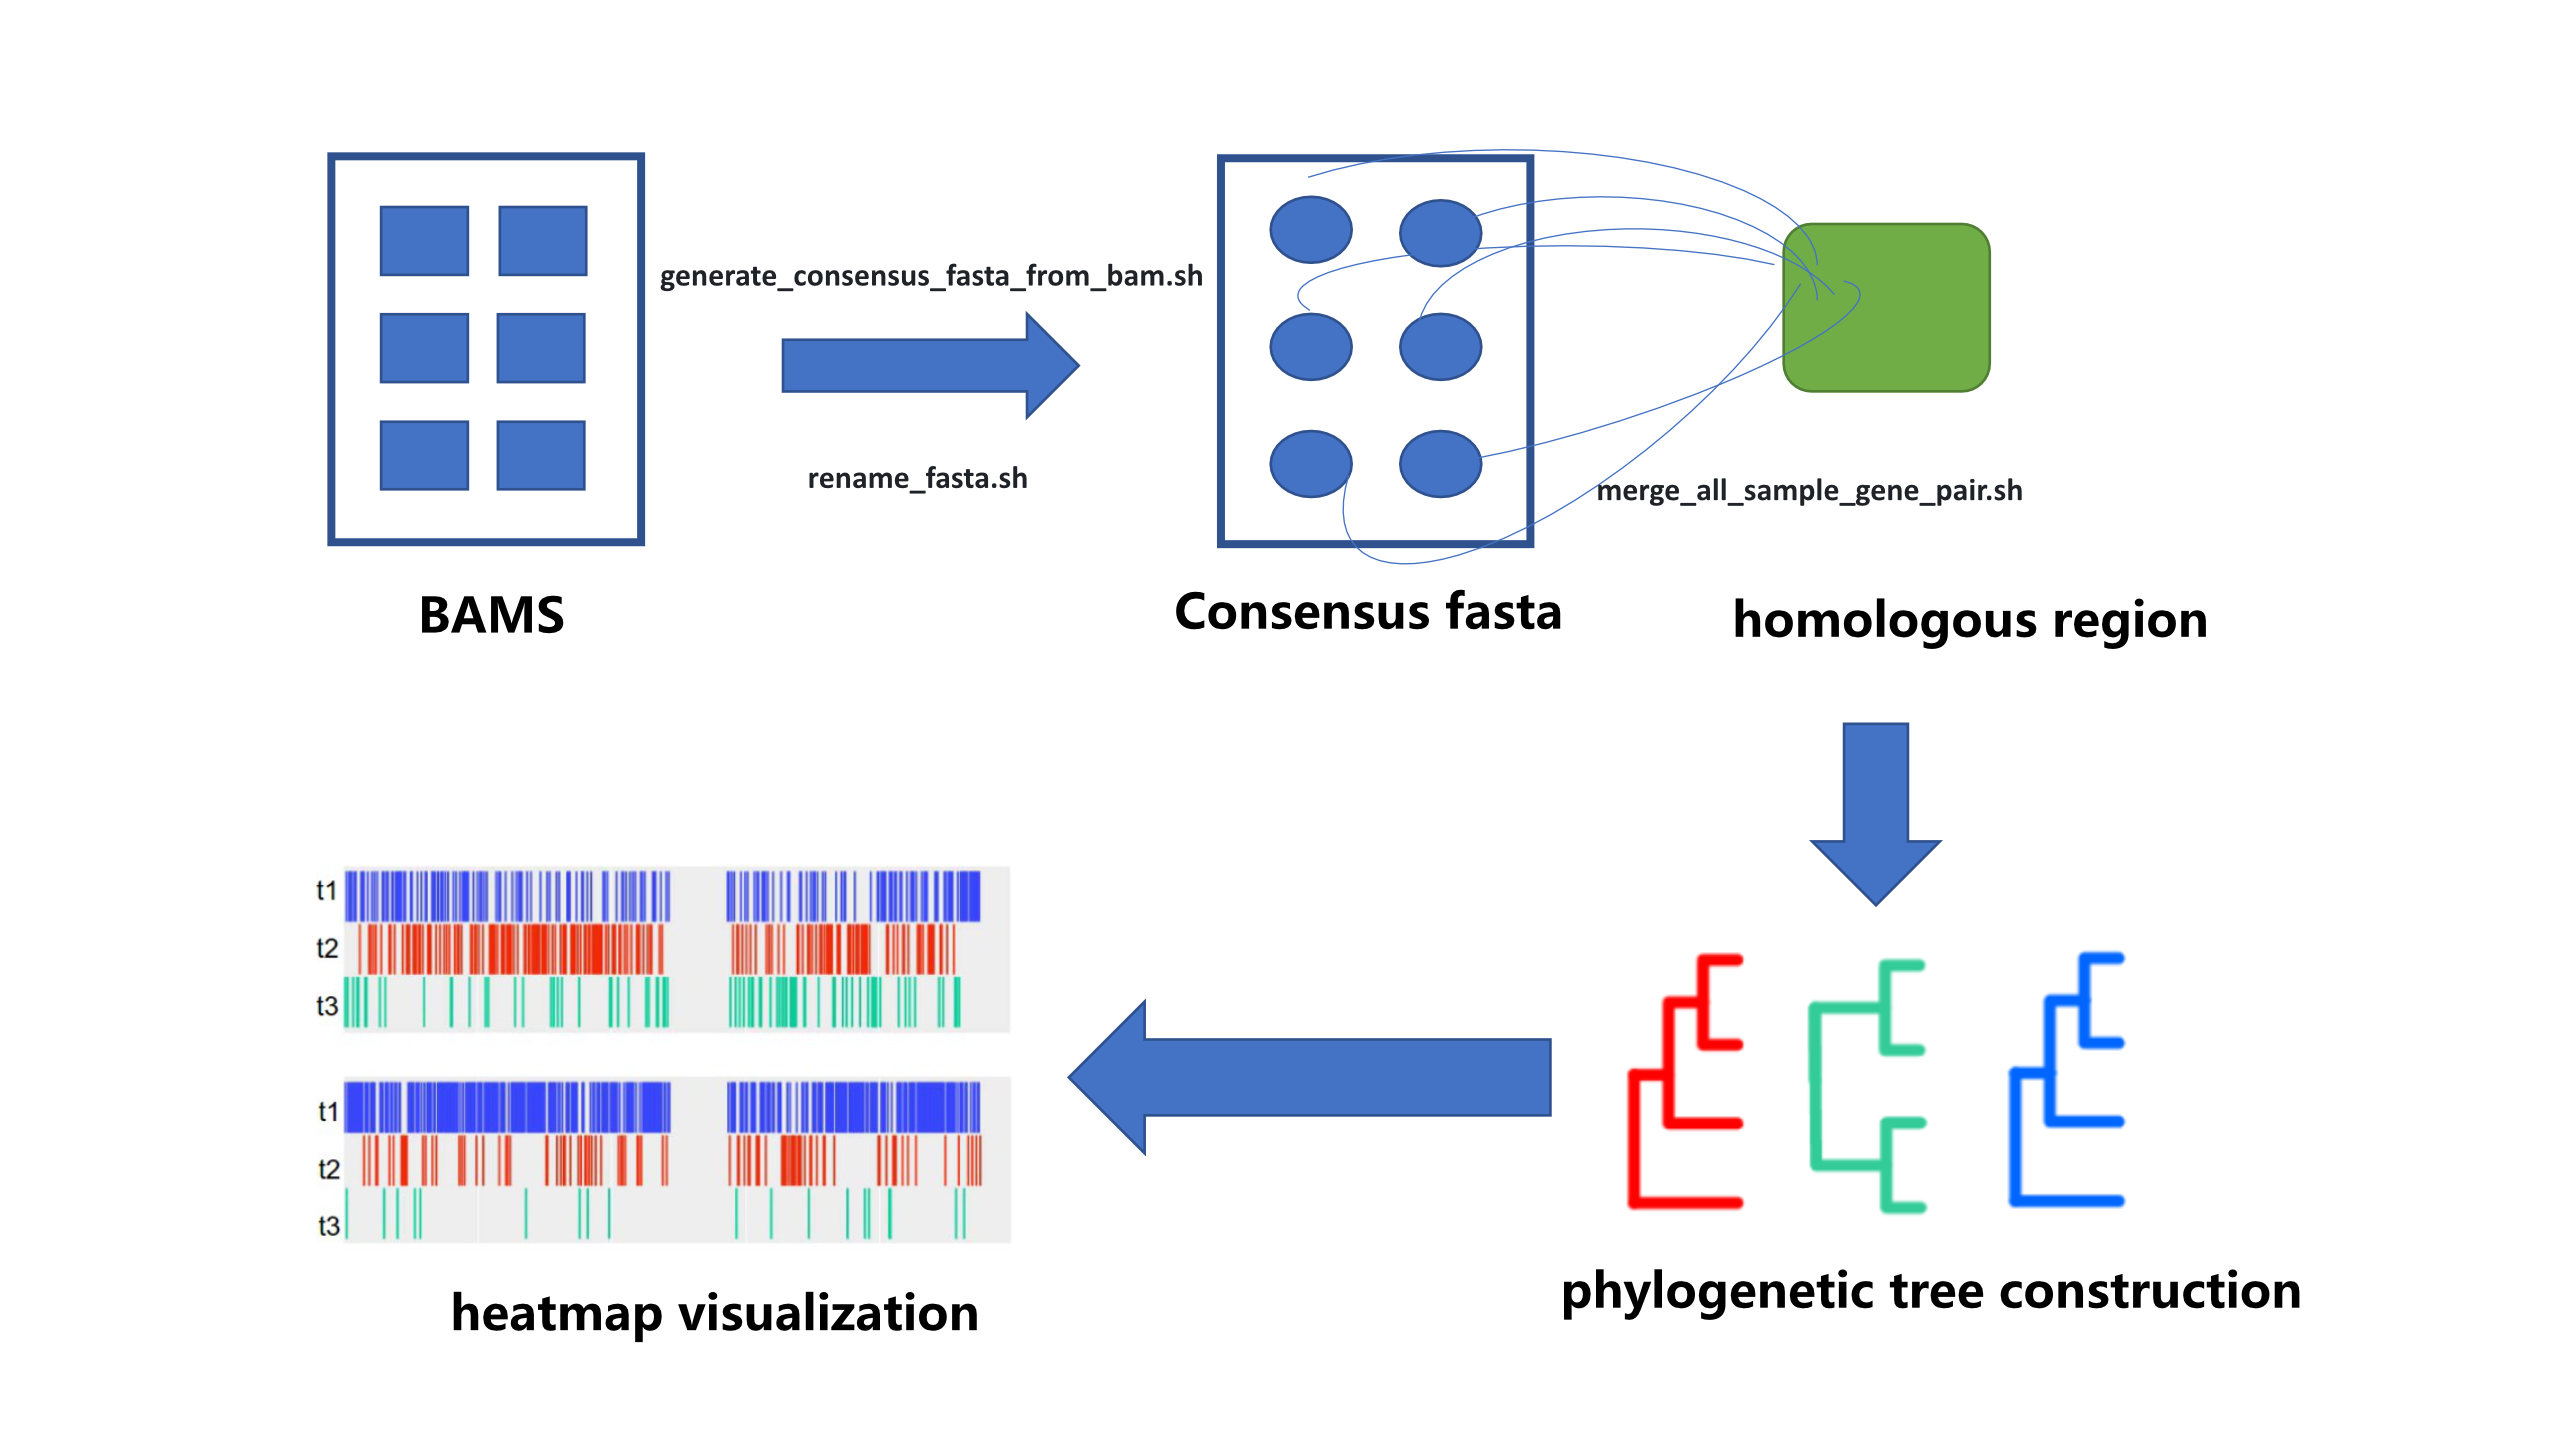 generate_consensus_fasta_from_bam.sh
rename_fasta.sh
merge_all_sample_gene_pair.sh
BAMS
Consensus fasta
homologous region
t1
t2
t3
t1
t2
t3
heatmap visualization
phylogenetic tree construction